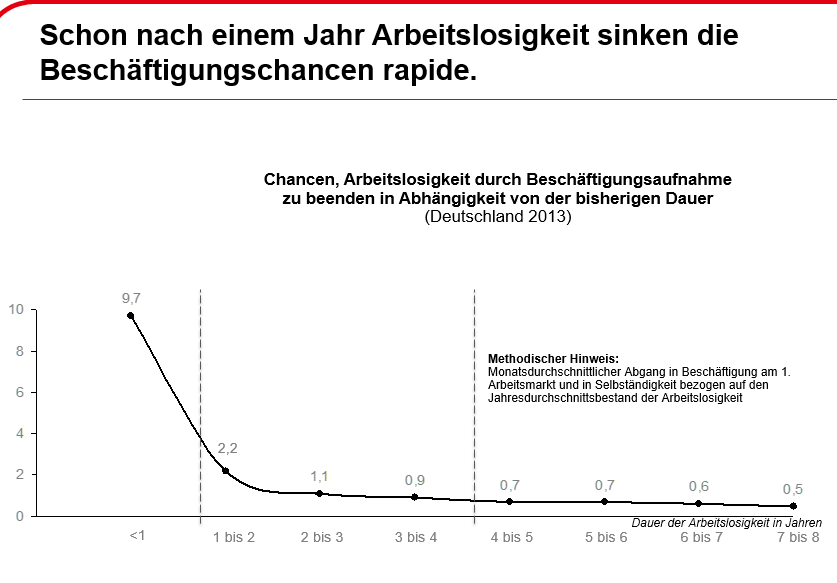 Schon nach einem Jahr Arbeitslosigkeit sinken die
Beschäftigungschancen rapide.
Chancen, Arbeitslosigkeit durch Beschäftigungsaufnahme
zu beenden in Abhängigkeit von der bisherigen Dauer
(Deutschland 2013)
10
8
6
4
2
0
9,7
2,2
1,1
0,9
0,7
0,7
0,6
0,5
Methodischer Hinweis:
Monatsdurchschnittlicher Abgang in Beschäftigung am 1.
Arbeitsmarkt und in Selbständigkeit bezogen auf den
Jahresdurchschnittsbestand der Arbeitslosigkeit
Dauer der Arbeitslosigkeit in Jahren
<1
1 bis 2
2 bis 3
3 bis 4
4 bis 5
5 bis 6
6 bis 7
7 bis 8